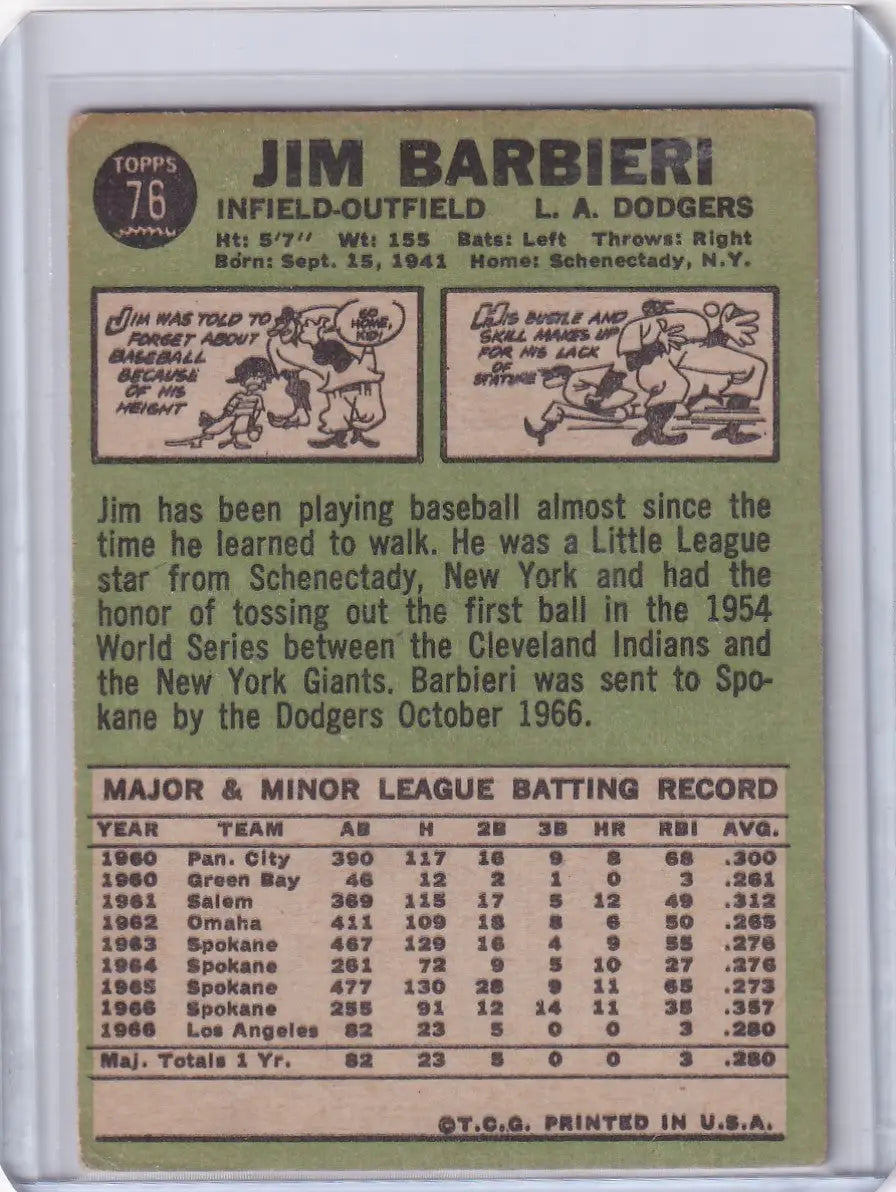 TOPPS
76
JIM BARBIERI
INFIELD-OUTFIELD L. A. DODGERS
Ht: 5'7" Wt: 155 Bats: Left Throws: Right
Born: Sept. 15, 1941 Home: Schenectady, N.Y.
JIM WAS TOLD TO
FORGET ABOUT
BASEBALL
BECAUSE
OF HIS
HEIGHT
GO
HOME,
KID!
HIS BUSTLE AND
SKILL MAKES UP
FOR HIS LACK
OF
STATURE
Jim has been playing baseball almost since the
time he learned to walk. He was a Little League
star from Schenectady, New York and had the
honor of tossing out the first ball in the 1954
World Series between the Cleveland Indians and
the New York Giants. Barbieri was sent to Spo-
kane by the Dodgers October 1966.
MAJOR & MINOR LEAGUE BATTING RECORD
YEAR TEAM AB H 2B 3B HR RBI AVG.
1960 Pan. City 390 117 16 9 8 68 .300
1960 Green Bay 46 12 2 1 0 3 .261
1961 Salem 369 115 17 5 12 49 .312
1962 Omaha 411 109 18 8 6 50 .265
1963 Spokane 467 129 16 4 9 55 .276
1964 Spokane 261 72 9 5 10 27 .276
1965 Spokane 477 130 28 9 11 65 .273
1966 Spokane 255 91 12 14 11 35 .357
1966 Los Angeles 82 23 5 0 0 3 .280
Maj. Totals 1 Yr. 82 23 5 0 0 3 .280
©T.C.G. PRINTED IN U.S.A.